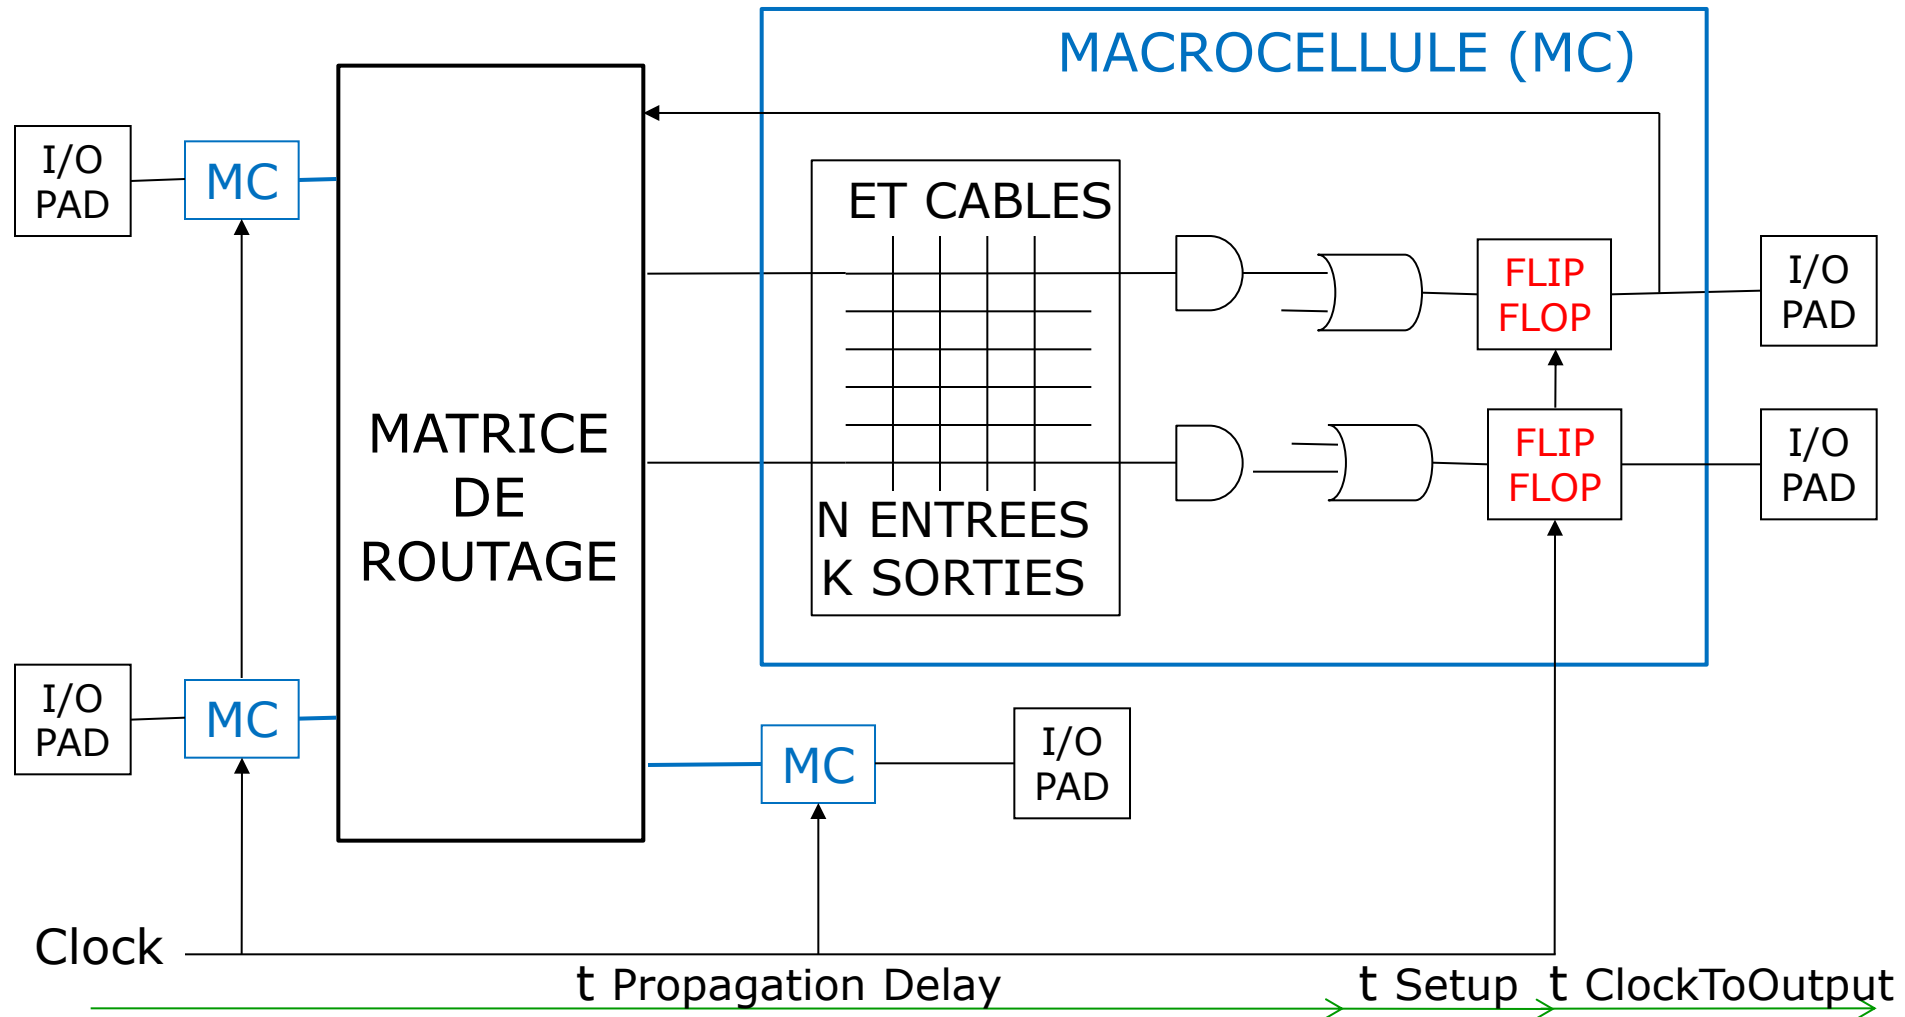 MACROCELLULE (MC)
I/O
PAD
MC
ET CABLES
FLIP
FLOP
I/O
PAD
MATRICE
DE
ROUTAGE
FLIP
FLOP
I/O
PAD
N ENTREES
K SORTIES
I/O
PAD
MC
MC
I/O
PAD
Clock
t Propagation Delay
t Setup
t ClockToOutput